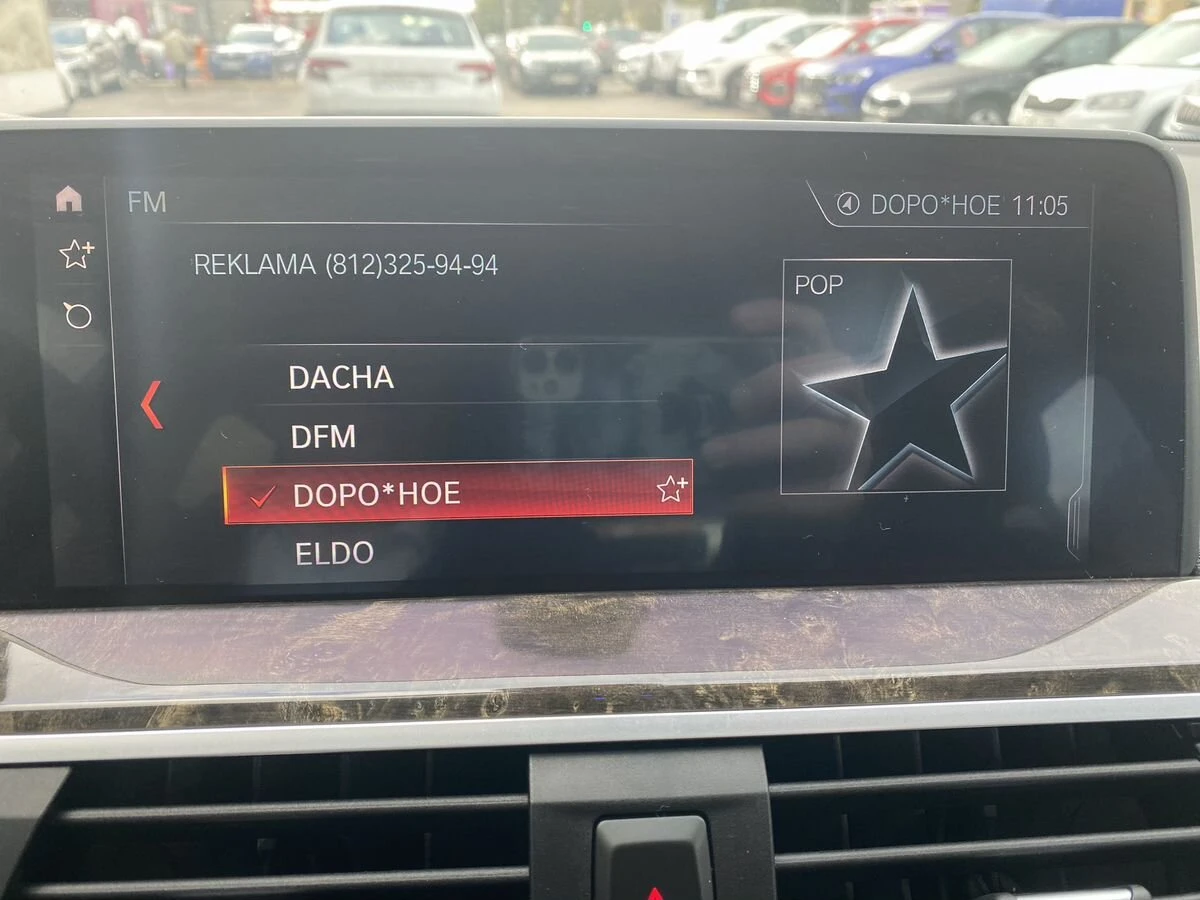 FM
DOPO*HOE 11:05
REKLAMA (812)325-94-94
POP
DACHA
DFM
DOPO*HOE
ELDO